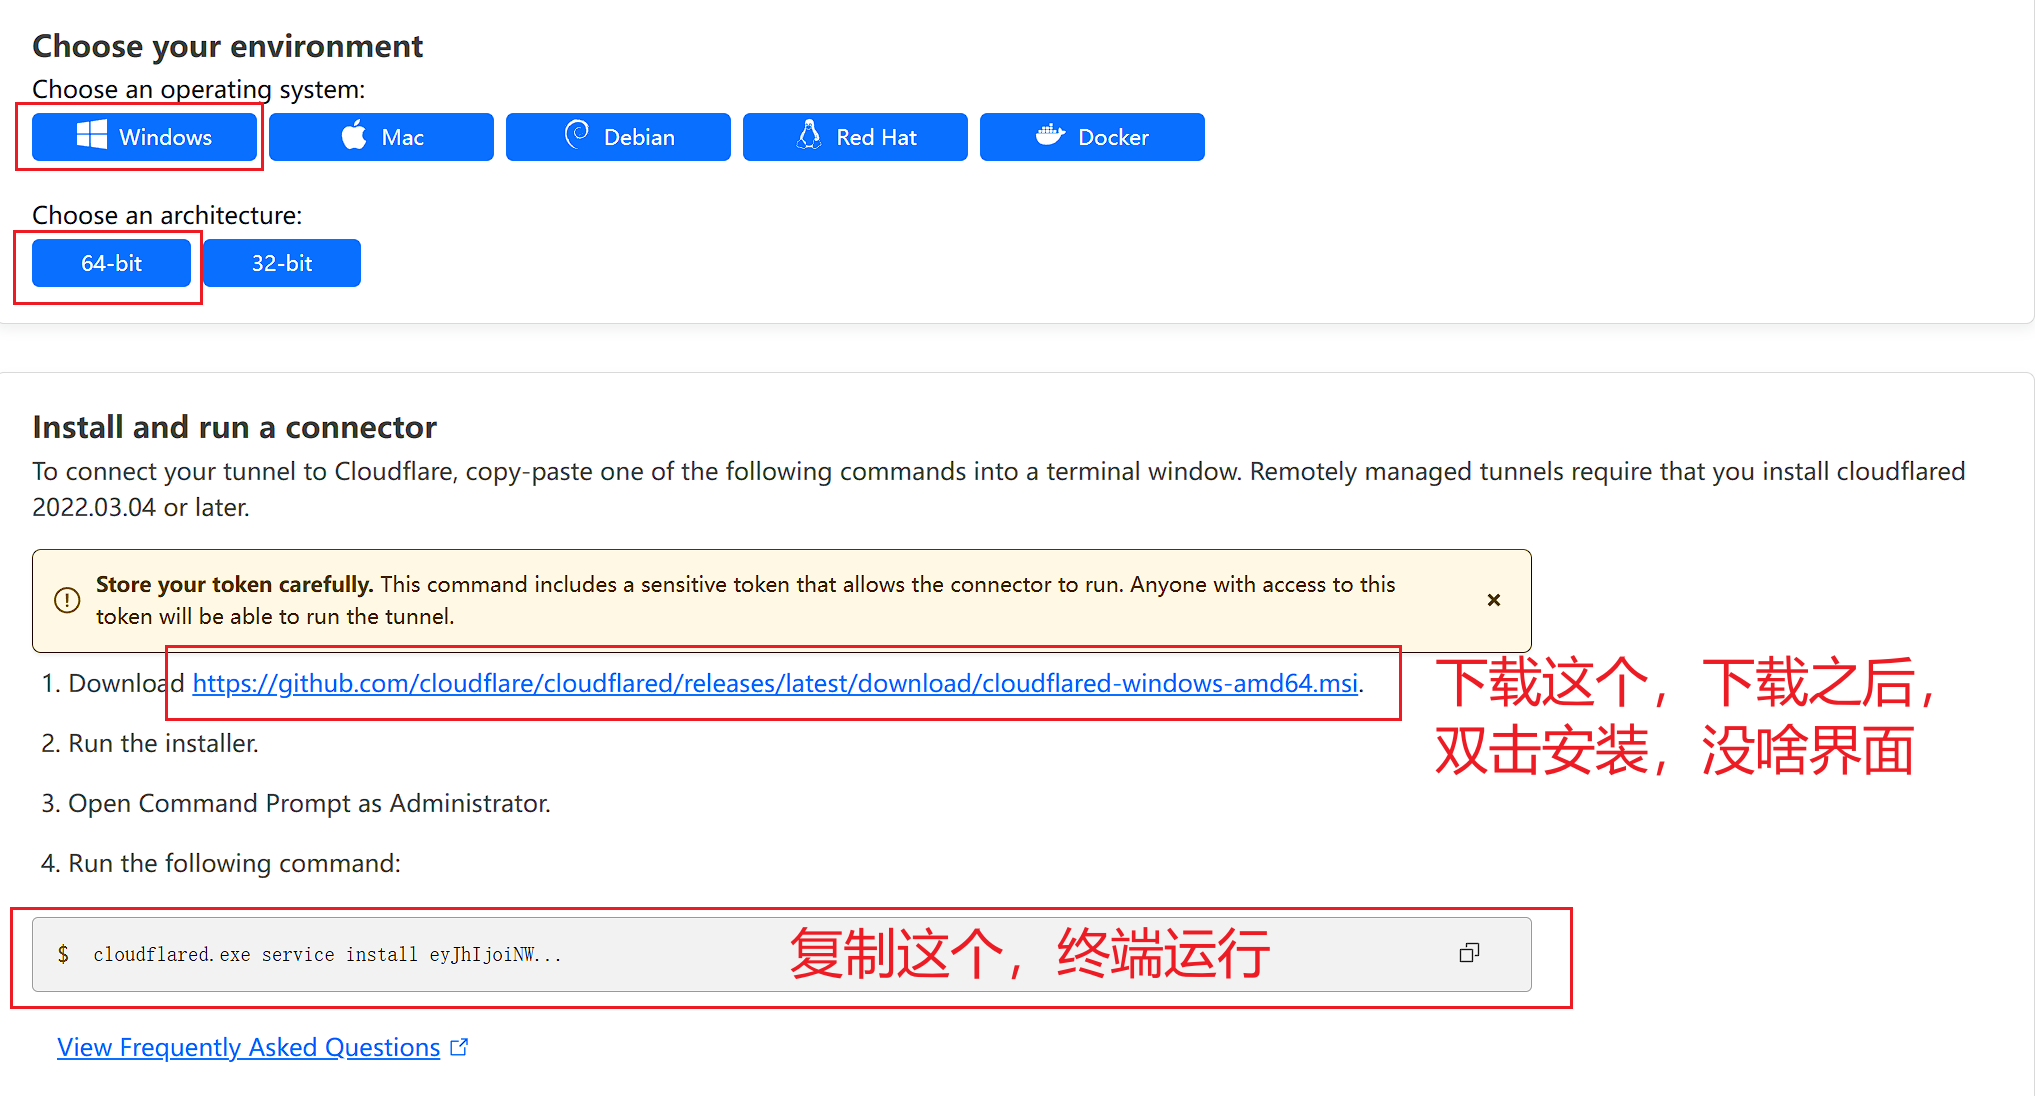 Choose your environment
Choose an operating system:
Windows Mac Debian Red Hat Docker
Choose an architecture:
64-bit 32-bit
Install and run a connector
To connect your tunnel to Cloudflare, copy-paste one of the following commands into a terminal window. Remotely managed tunnels require that you install cloudflared
2022.03.04 or later.
Store your token carefully. This command includes a sensitive token that allows the connector to run. Anyone with access to this
token will be able to run the tunnel.
1. Download https://github.com/cloudflare/cloudflared/releases/latest/download/cloudflared-windows-amd64.msi.
下载这个，下载之后，
双击安装，没啥界面
2. Run the installer.
3. Open Command Prompt as Administrator.
4. Run the following command:
$ cloudflared.exe service install eyJhIjoiNW...
复制这个，终端运行
View Frequently Asked Questions